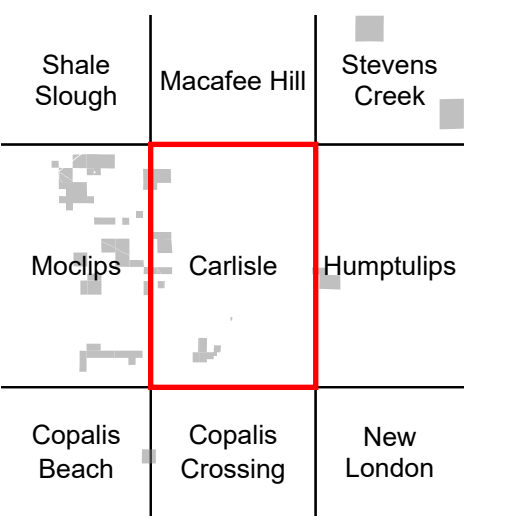 Shale
Slough
Macafee Hill
Stevens
Creek
Moclips
Carlisle
Humptulips
Copalis
Beach
Copalis
Crossing
New
London